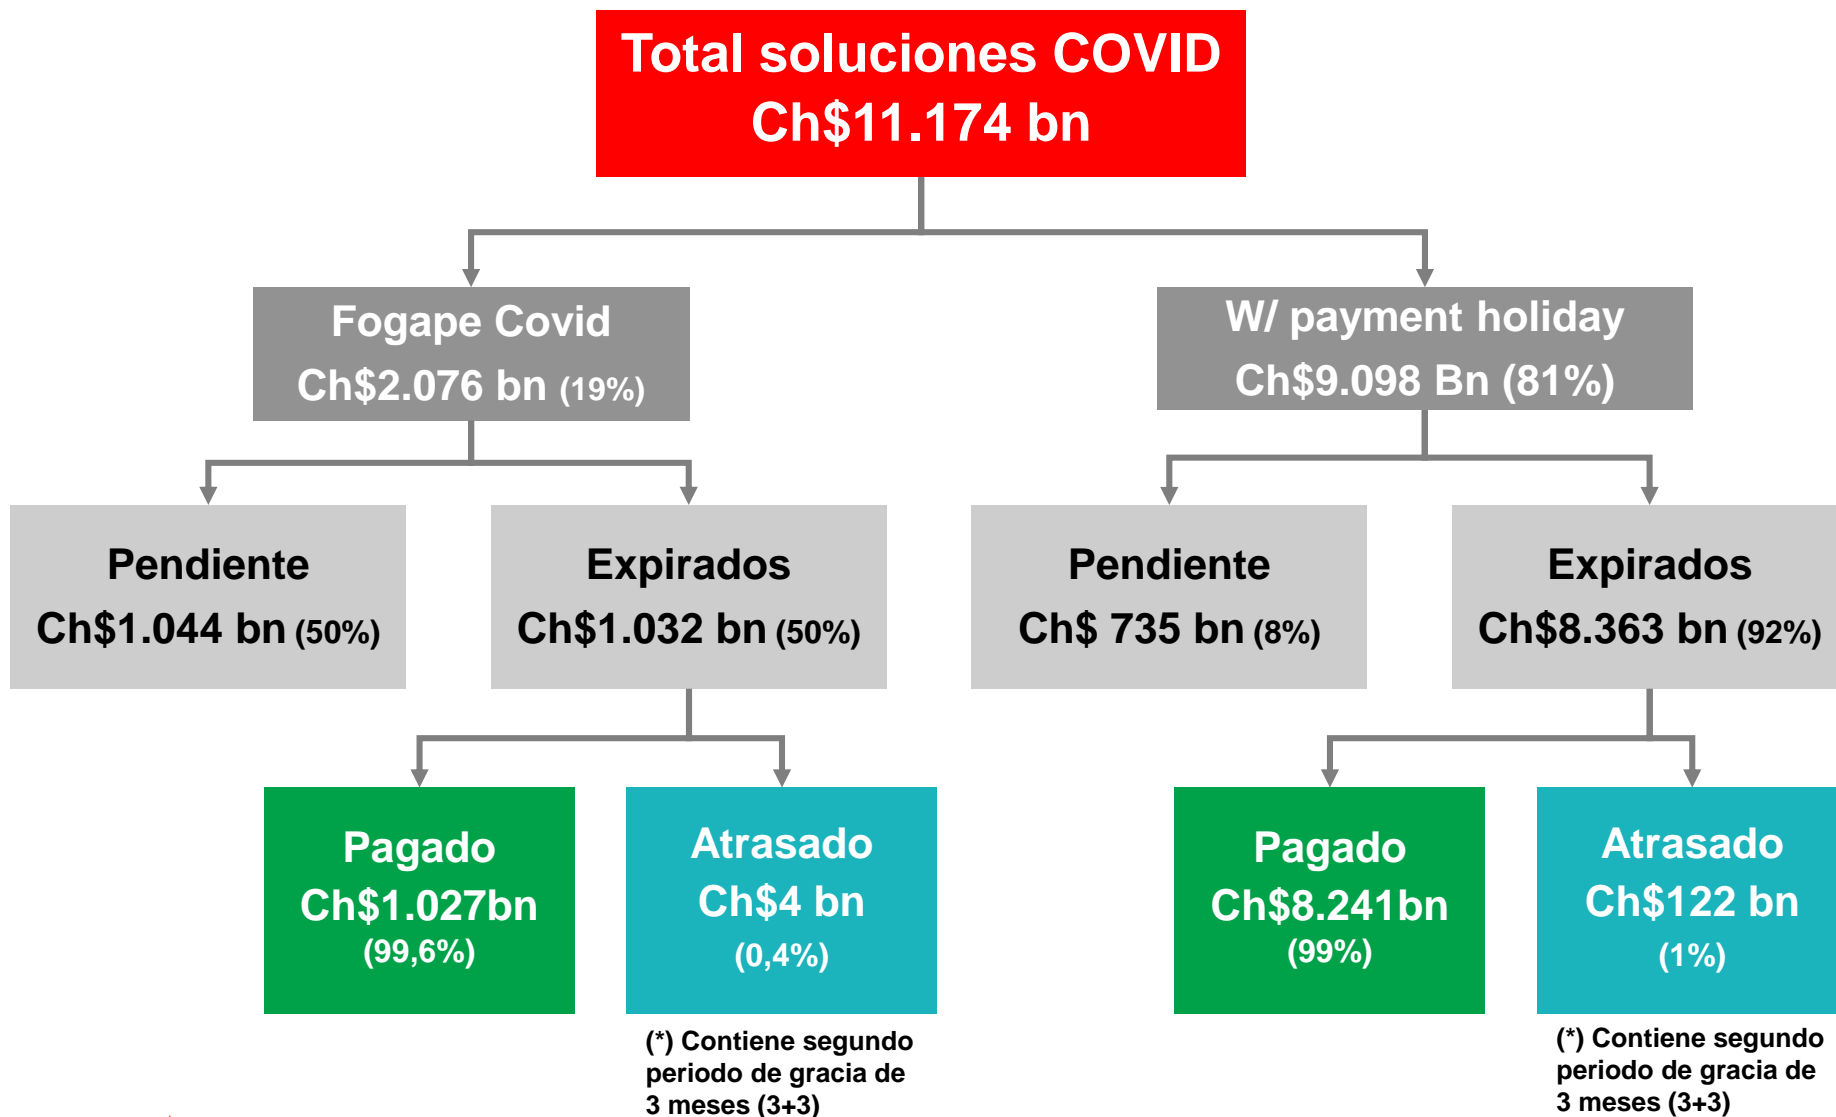 Total soluciones COVID
Ch$11.174 bn
Fogape Covid
Ch$2.076 bn (19%)
W/ payment holiday
Ch$9.098 Bn (81%)
Pendiente
Ch$1.044 bn (50%)
Expirados
Ch$1.032 bn (50%)
Pendiente
Ch$ 735 bn (8%)
Expirados
Ch$8.363 bn (92%)
Pagado
Ch$1.027bn
(99,6%)
Atrasado
Ch$4 bn
(0,4%)
Pagado
Ch$8.241bn
(99%)
Atrasado
Ch$122 bn
(1%)
(*) Contiene segundo
periodo de gracia de
3 meses (3+3)
(*) Contiene segundo
periodo de gracia de
3 meses (3+3)